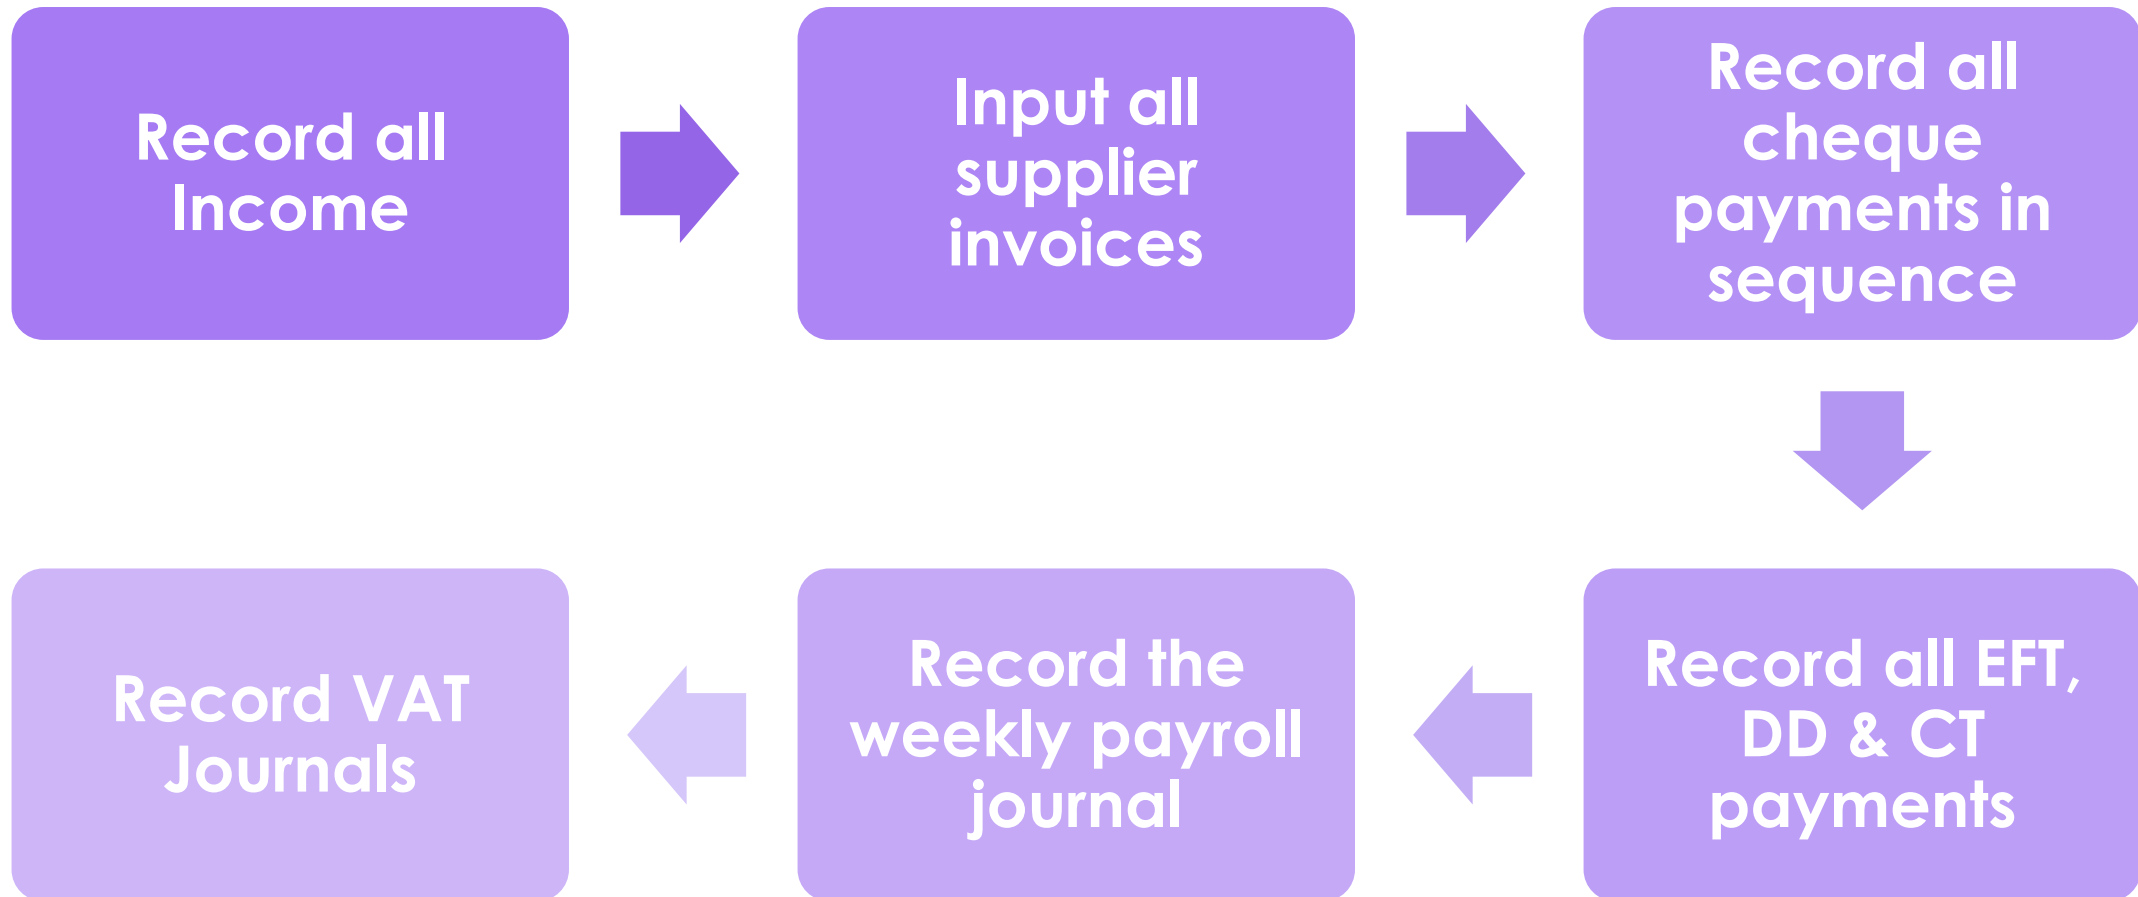 Record all
Income
Input all
supplier
invoices
Record all
cheque
payments in
sequence
Record all EFT,
DD & CT
payments
Record the
weekly payroll
journal
Record VAT
Journals